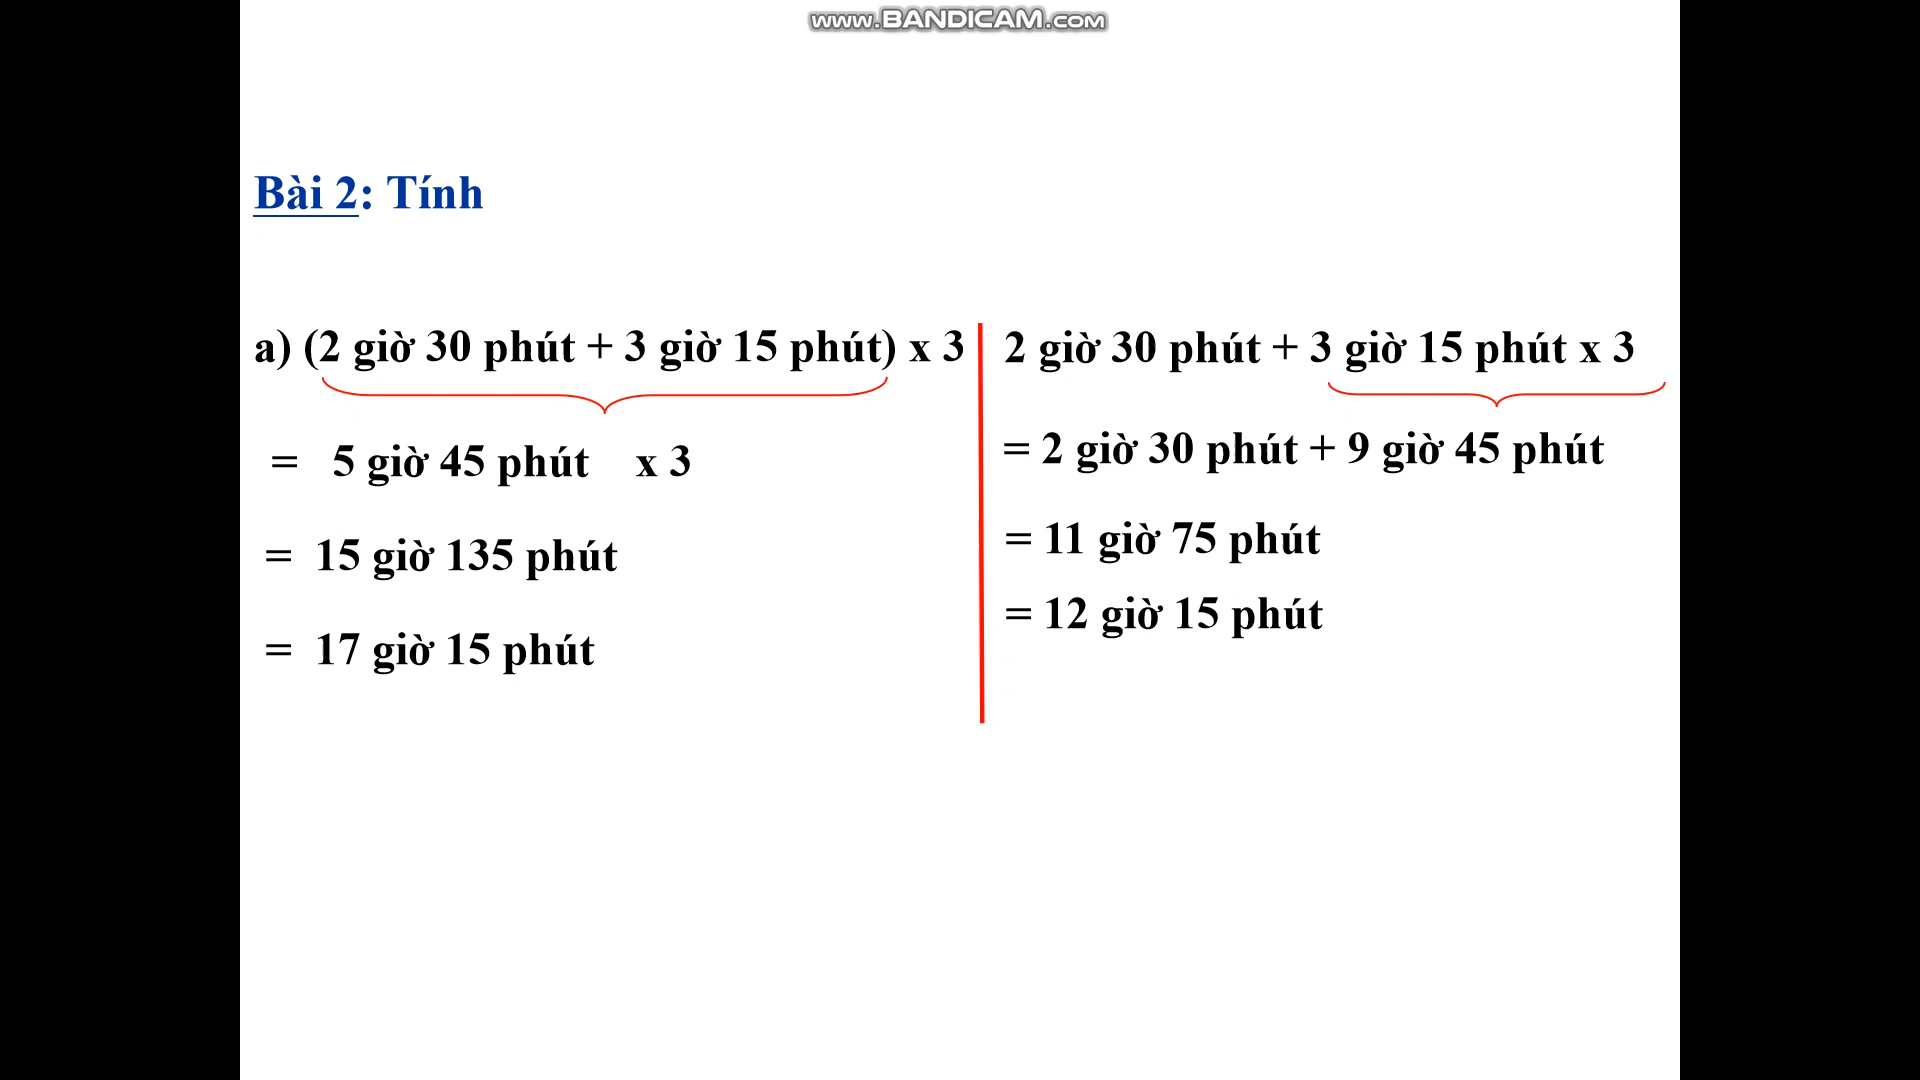 www.BANDICAM.com
Bài 2: Tính
a) (2 giờ 30 phút + 3 giờ 15 phút) x 3
= 5 giờ 45 phút x 3
= 15 giờ 135 phút
= 17 giờ 15 phút
2 giờ 30 phút + 3 giờ 15 phút x 3
= 2 giờ 30 phút + 9 giờ 45 phút
= 11 giờ 75 phút
= 12 giờ 15 phút